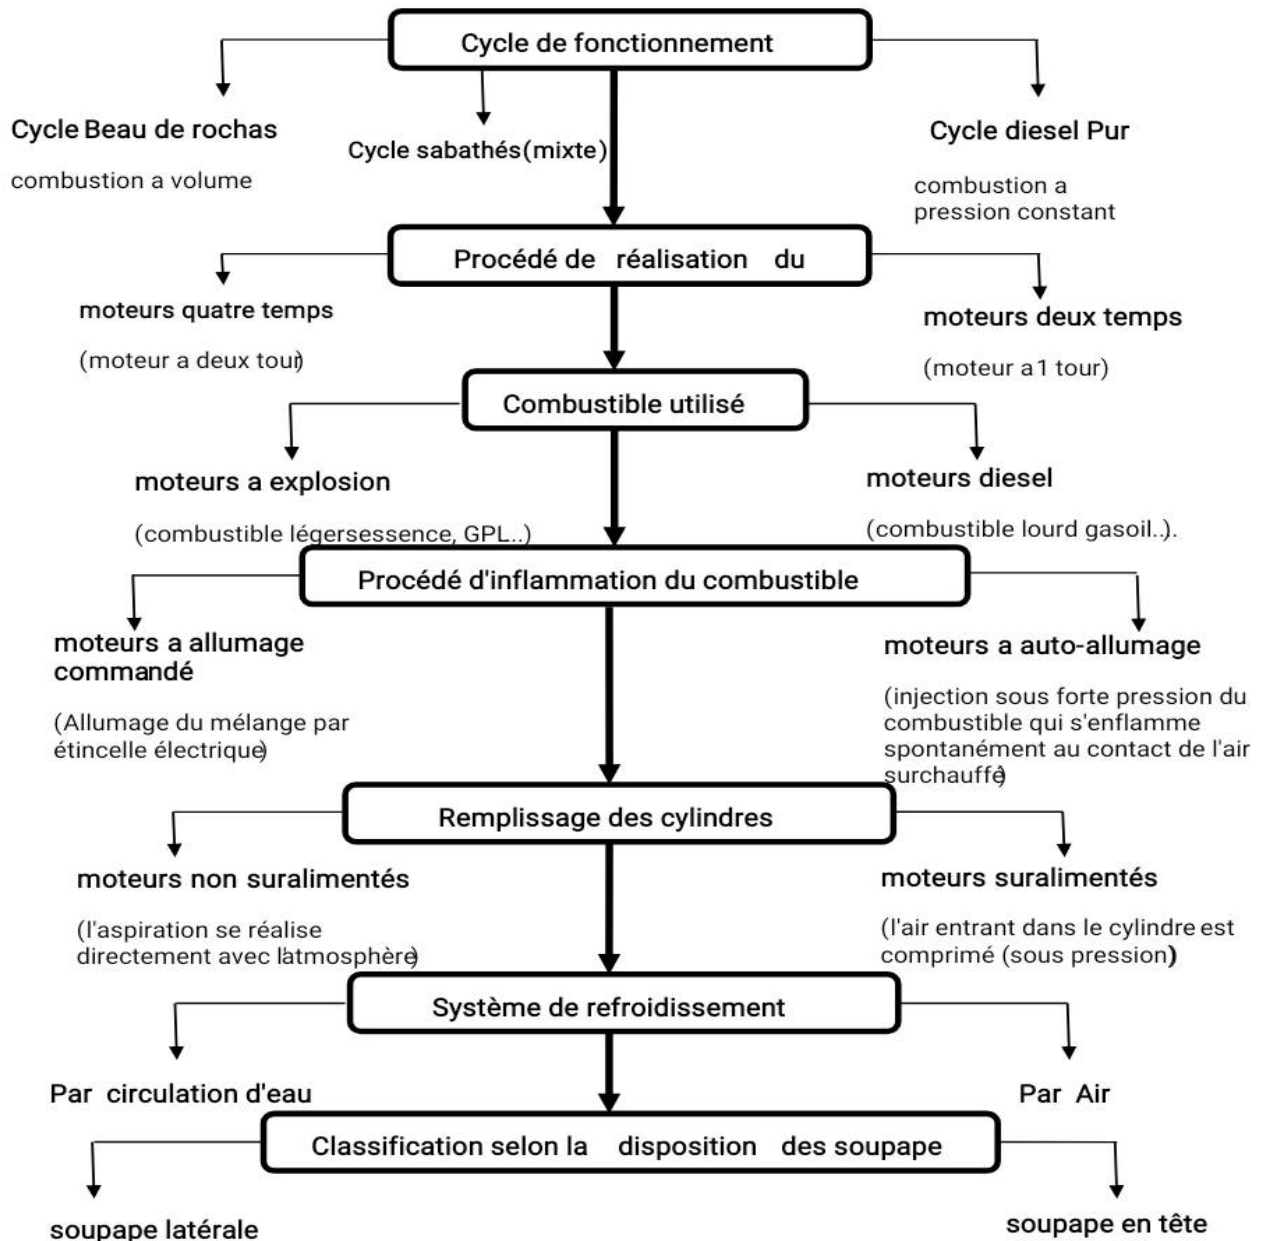 Cycle de fonctionnement
Cycle Beau de rochas
combustion a volume
Cycle sabathés(mixte)
Cycle diesel Pur
combustion a
pression constant
Procédé de réalisation du
moteurs quatre temps
(moteur a deux tour)
moteurs deux temps
(moteur a 1 tour)
Combustible utilisé
moteurs a explosion
(combustible légersessence, GPL..)
moteurs diesel
(combustible lourd gasoil..).
Procédé d'inflammation du combustible
moteurs a allumage
commandé
(Allumage du mélange par
étincelle électrique)
moteurs a auto-allumage
(injection sous forte pression du
combustible qui s'enflamme
spontanément au contact de l'air
surchauffé)
Remplissage des cylindres
moteurs non suralimentés
(l'aspiration se réalise
directement avec l'atmosphère)
moteurs suralimentés
(l'air entrant dans le cylindre est
comprimé (sous pression)
Système de refroidissement
Par circulation d'eau
Par Air
Classification selon la disposition des soupape
soupape latérale
soupape en tête